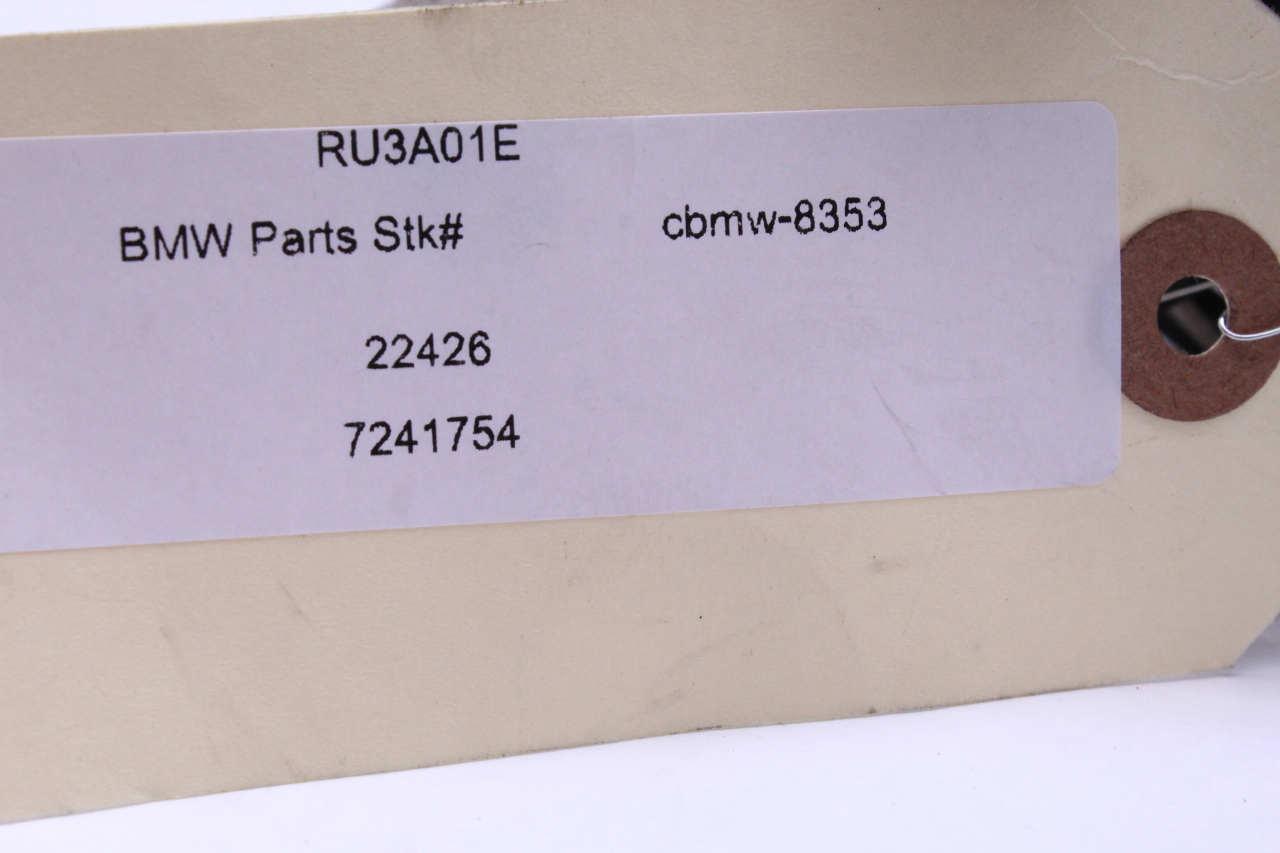 RU3A01E
BMW Parts Stk# cbmw-8353
22426
7241754